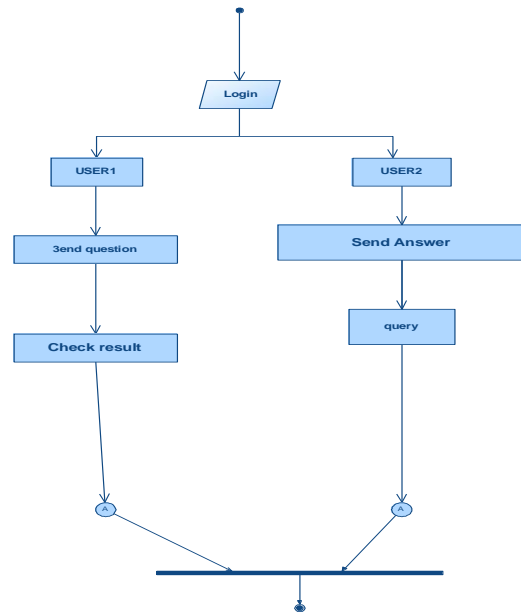 Login
USER1
USER2
3end question
Send Answer
query
Check result
A
A